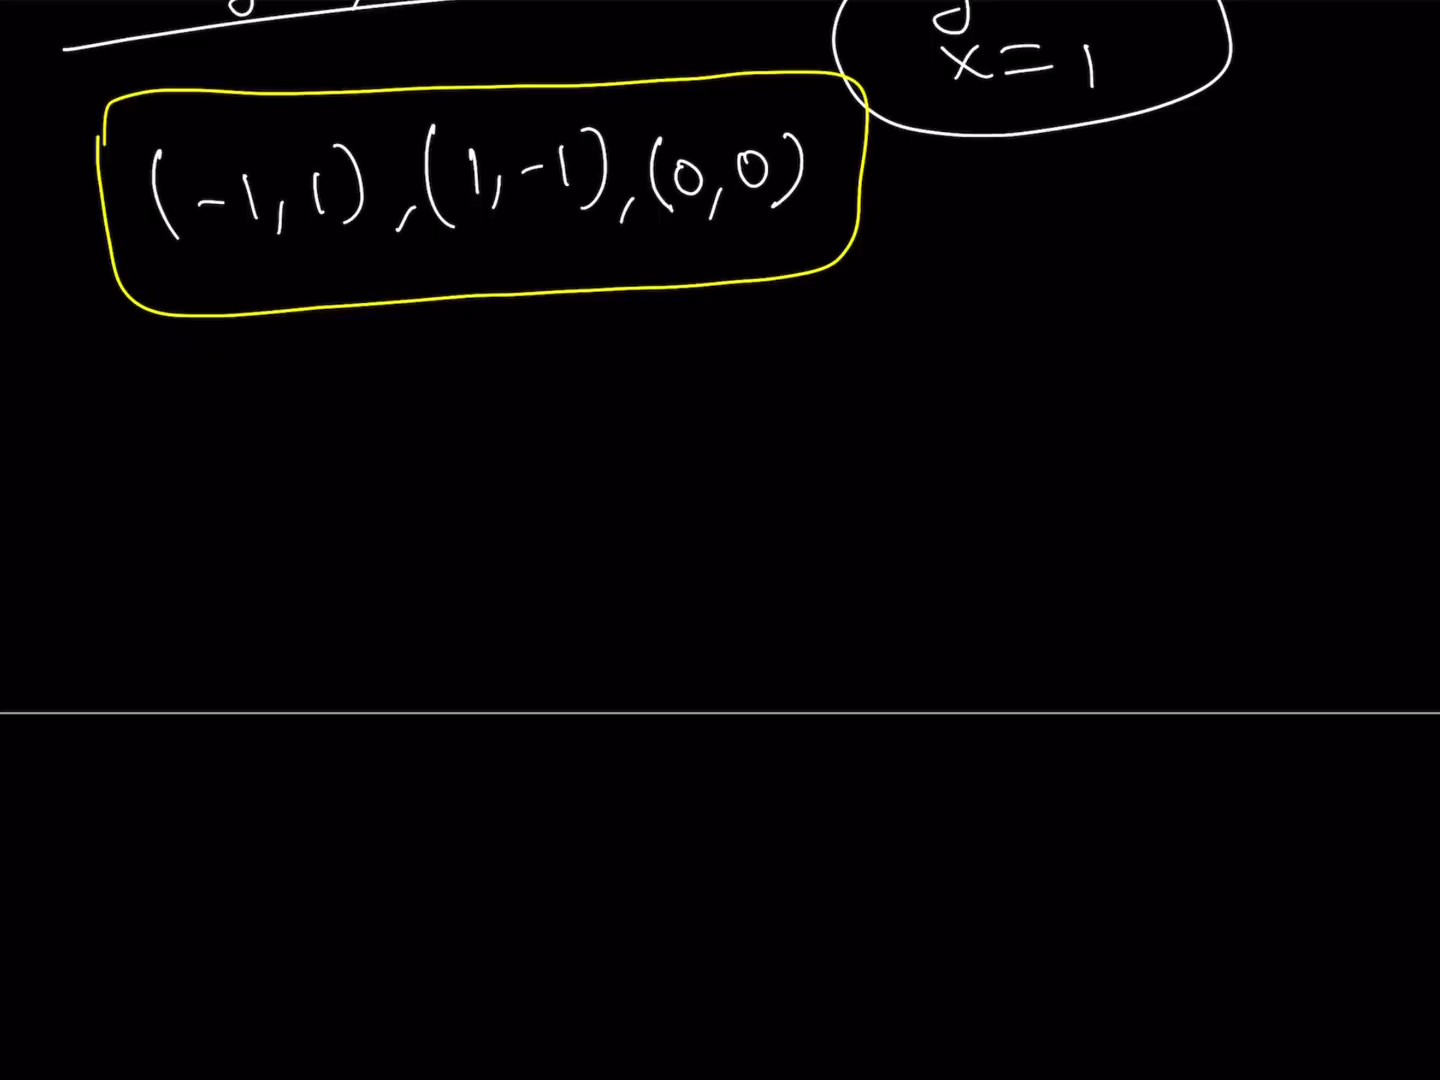 x = 1
(-1, 1), (1, -1), (0, 0)